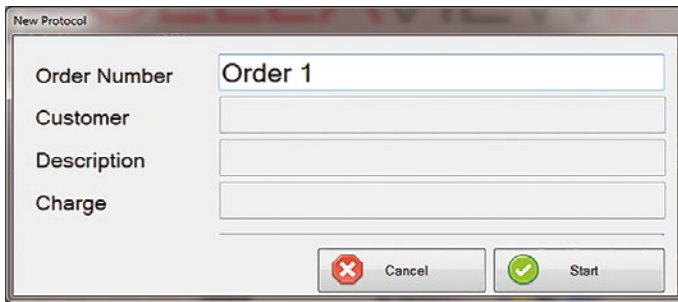 New Protocol
Order Number
Order 1
Customer
Description
Charge
Cancel
Start